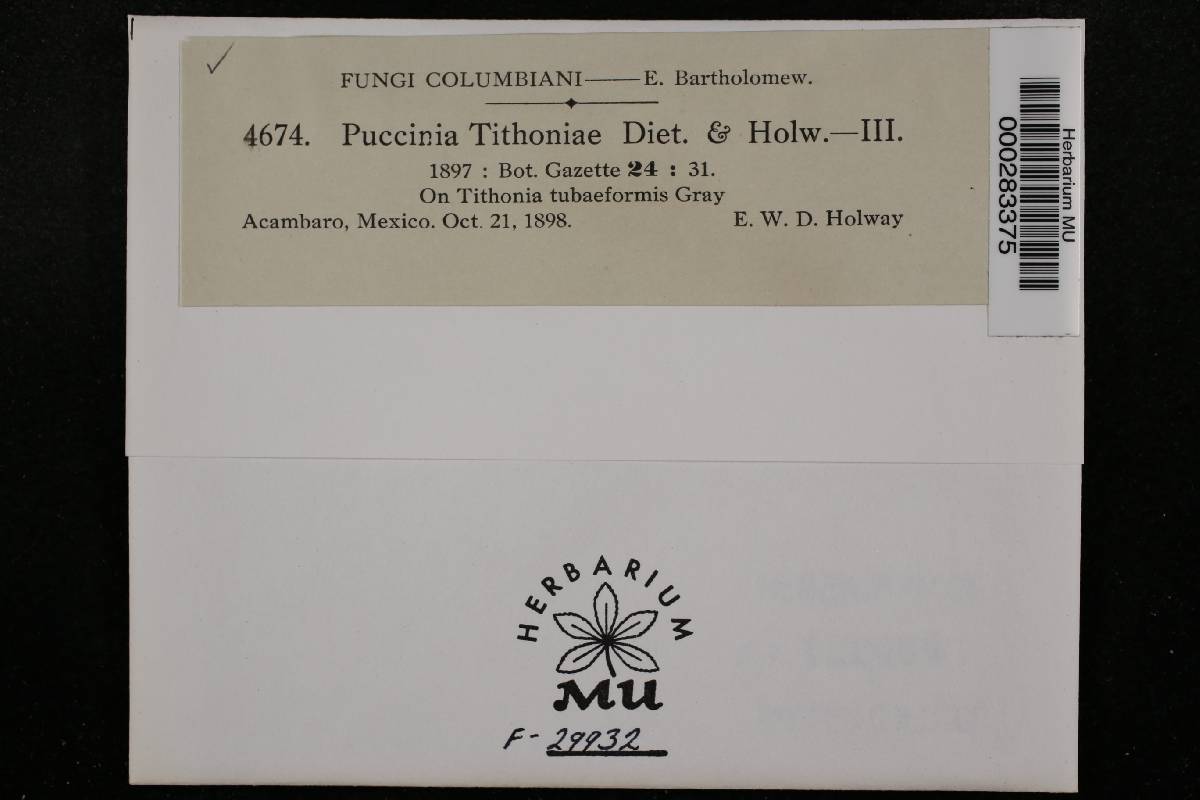 FUNGI COLUMBIANI—E. Bartholomew.
4674. Puccinia Tithoniae Diet. & Holw.—III.
1897 : Bot. Gazette 24 : 31.
On Tithonia tubaeformis Gray
Acambaro, Mexico. Oct. 21, 1898. E. W. D. Holway
Herbarium MU
000283375
HERBARIUM
MU
F-29932